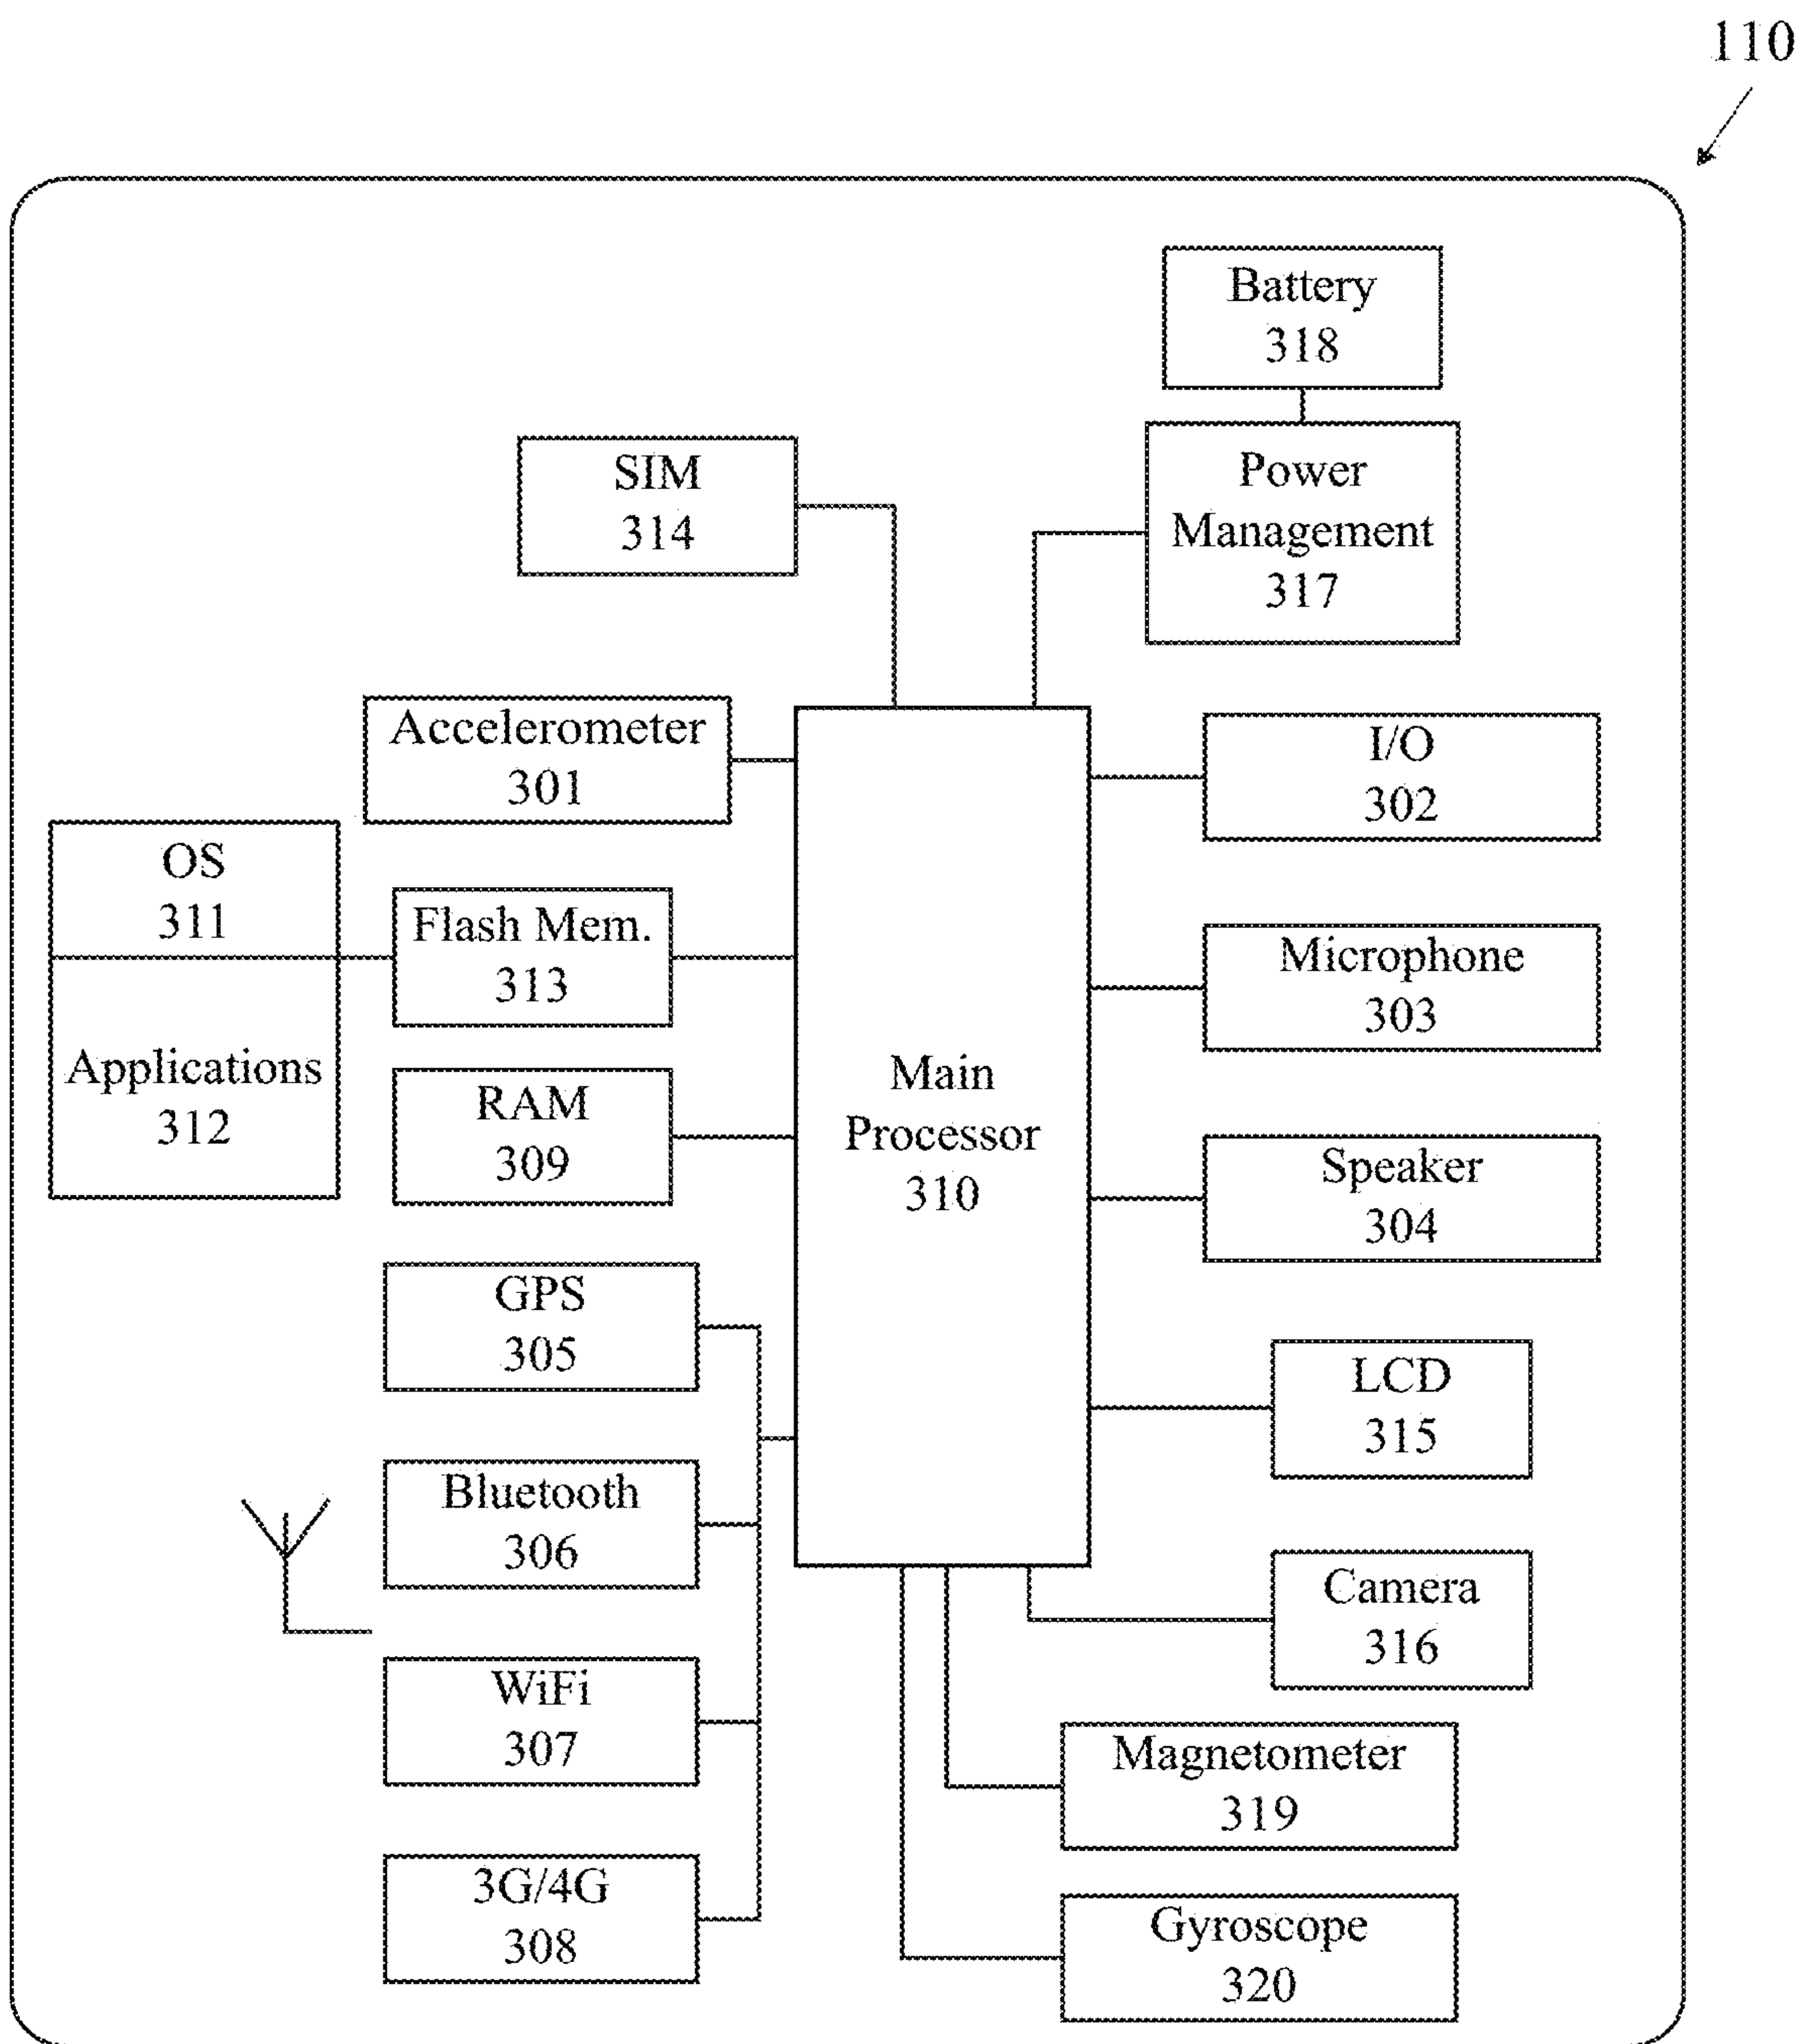 110
Battery
318
SIM
314
Power
Management
317
Accelerometer
301
I/O
302
OS
311
Flash Mem.
313
Microphone
303
Applications
312
RAM
309
Main
Processor
310
Speaker
304
GPS
305
LCD
315
Bluetooth
306
Camera
316
WiFi
307
Magnetometer
319
3G/4G
308
Gyroscope
320